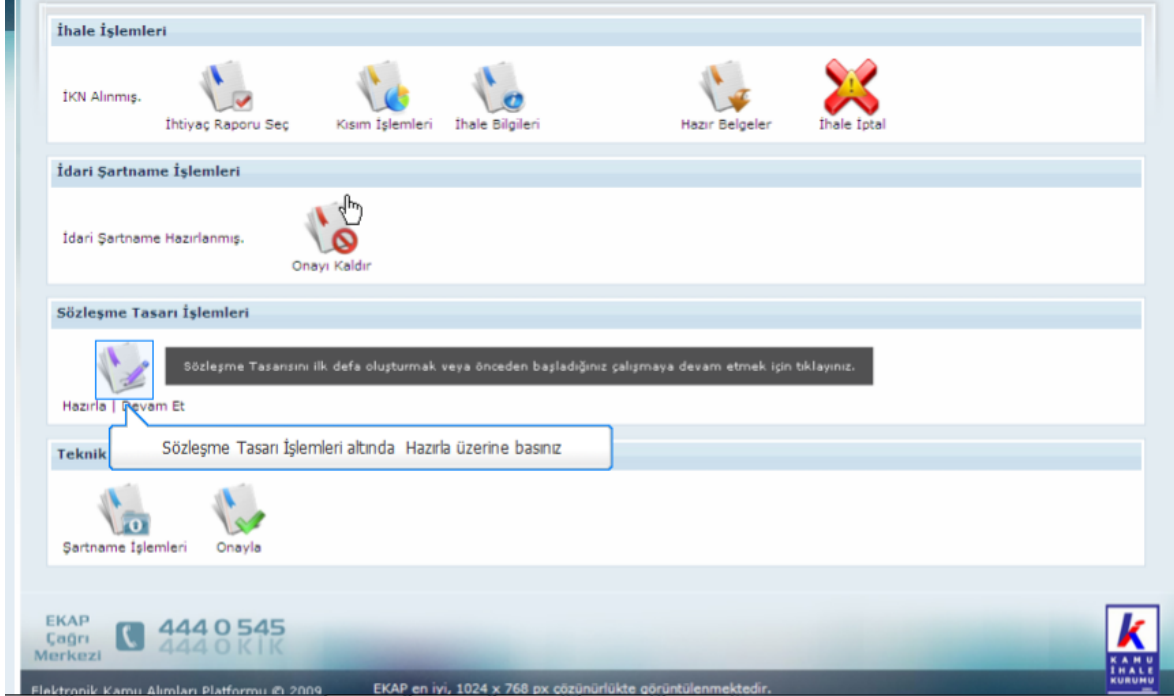 İhale İşlemleri
İKN Alınmış.
İhtiyaç Raporu Seç
Kısım İşlemleri
İhale Bilgileri
Hazır Belgeler
İhale İptal
İdari Şartname İşlemleri
İdari Şartname Hazırlanmış.
Onayı Kaldır
Sözleşme Tasarı İşlemleri
Sözleşme Tasarısını ilk defa oluşturmak veya önceden başladığınız çalışmaya devam etmek için tıklayınız.
Hazırla | Devam Et
Sözleşme Tasarı İşlemleri altında Hazırla üzerine basınız
Teknik
Şartname İşlemleri
Onayla
EKAP
Çağrı
Merkezi
444 0 545
444 0 KİK
KAMU
İHALE
KURUMU
Elektronik Kamu Alımları Platformu © 2009
EKAP en iyi, 1024 x 768 px çözünürlükte görüntülenmektedir.